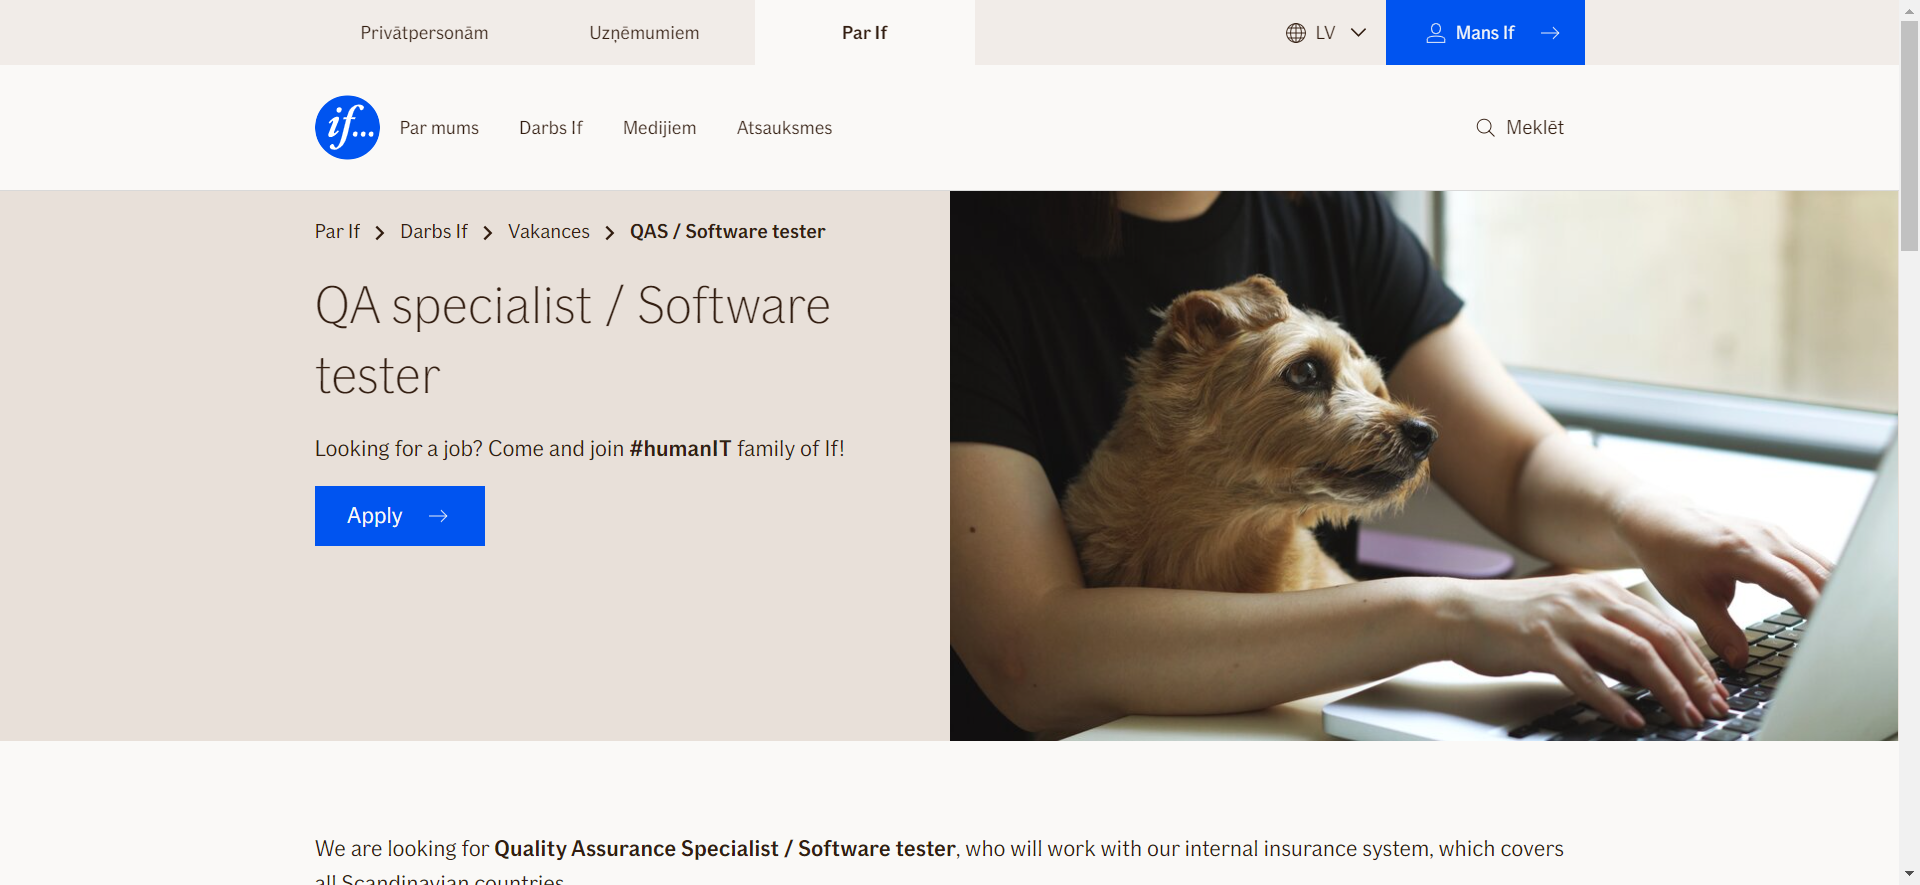 Privātpersonām
Uzņēmumiem
Par If
LV
Mans If
if...
Par mums
Darbs If
Medijiem
Atsauksmes
Meklēt
Par If
Darbs If
Vakances
QAS / Software tester
QA specialist / Software
tester
Looking for a job? Come and join #humanIT family of If!
Apply
We are looking for Quality Assurance Specialist / Software tester, who will work with our internal insurance system, which covers
all Scandinavian countries.